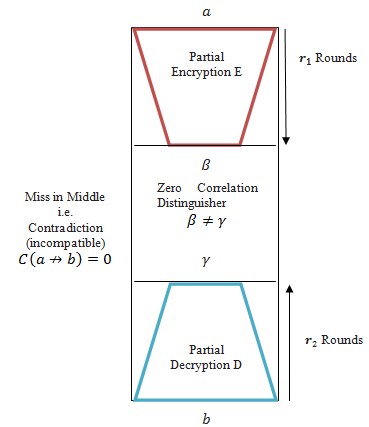 a
Partial
Encryption E
r₁ Rounds
β
Zero Correlation
Distinguisher
β ≠ γ
Miss in Middle
i.e.
Contradiction
(incompatible)
C(a ↛ b) = 0
γ
r₂ Rounds
Partial
Decryption D
b